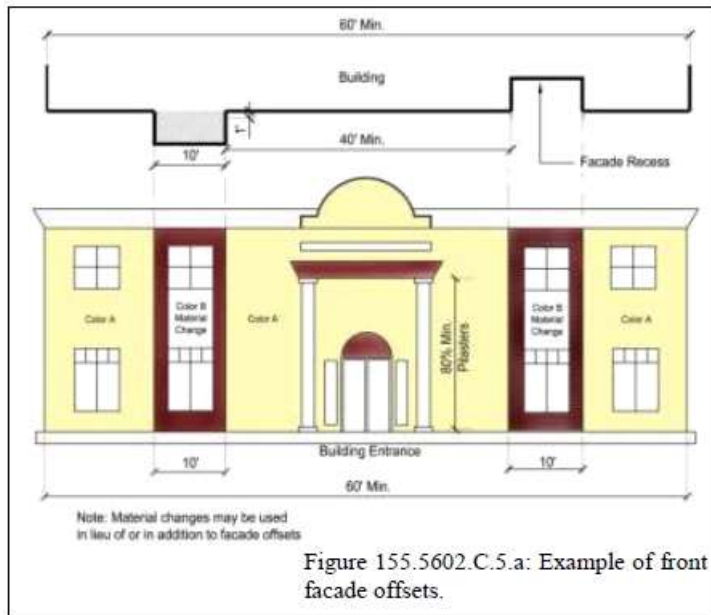 60' Min.
Building
1'
10'
40' Min.
Facade Recess
Color A
Color B
Material
Change
Color A
80% Min.
Pilasters
Color B
Material
Change
Color A
Building Entrance
10'
10'
60' Min.
Note: Material changes may be used
in lieu of or in addition to facade offsets
Figure 155.5602.C.5.a: Example of front
facade offsets.